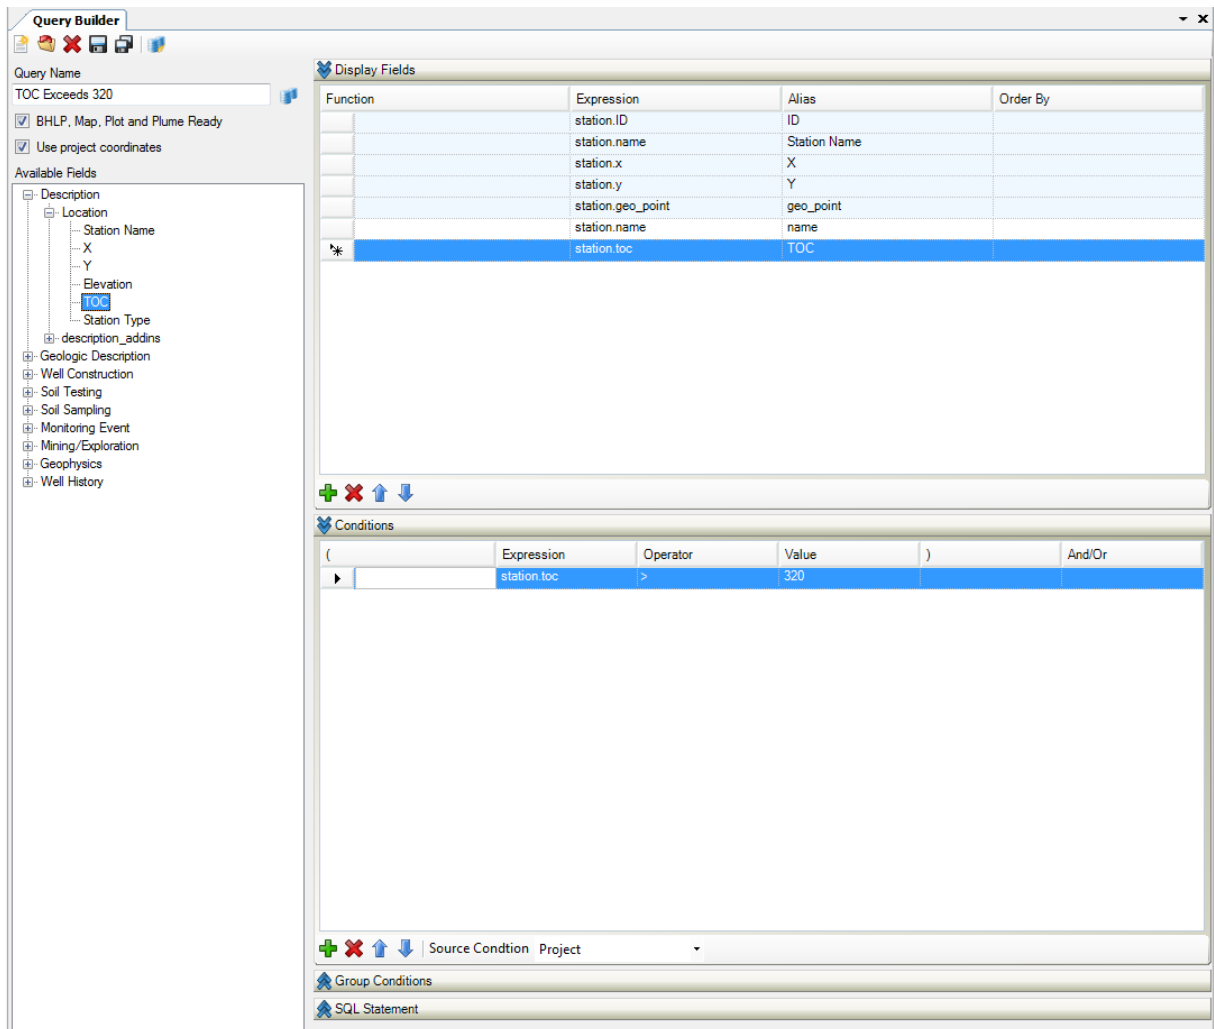 Query Builder
Query Name
TOC Exceeds 320
BHLP, Map, Plot and Plume Ready
Use project coordinates
Available Fields
Description
Location
Station Name
X
Y
Elevation
TOC
Station Type
description_addins
Geologic Description
Well Construction
Soil Testing
Soil Sampling
Monitoring Event
Mining/Exploration
Geophysics
Well History
Display Fields
Function Expression Alias Order By
station.ID ID
station.name Station Name
station.x X
station.y Y
station.geo_point geo_point
station.name name
station.toc TOC
Conditions
( Expression Operator Value ) And/Or
station.toc > 320
Source Condtion Project
Group Conditions
SQL Statement